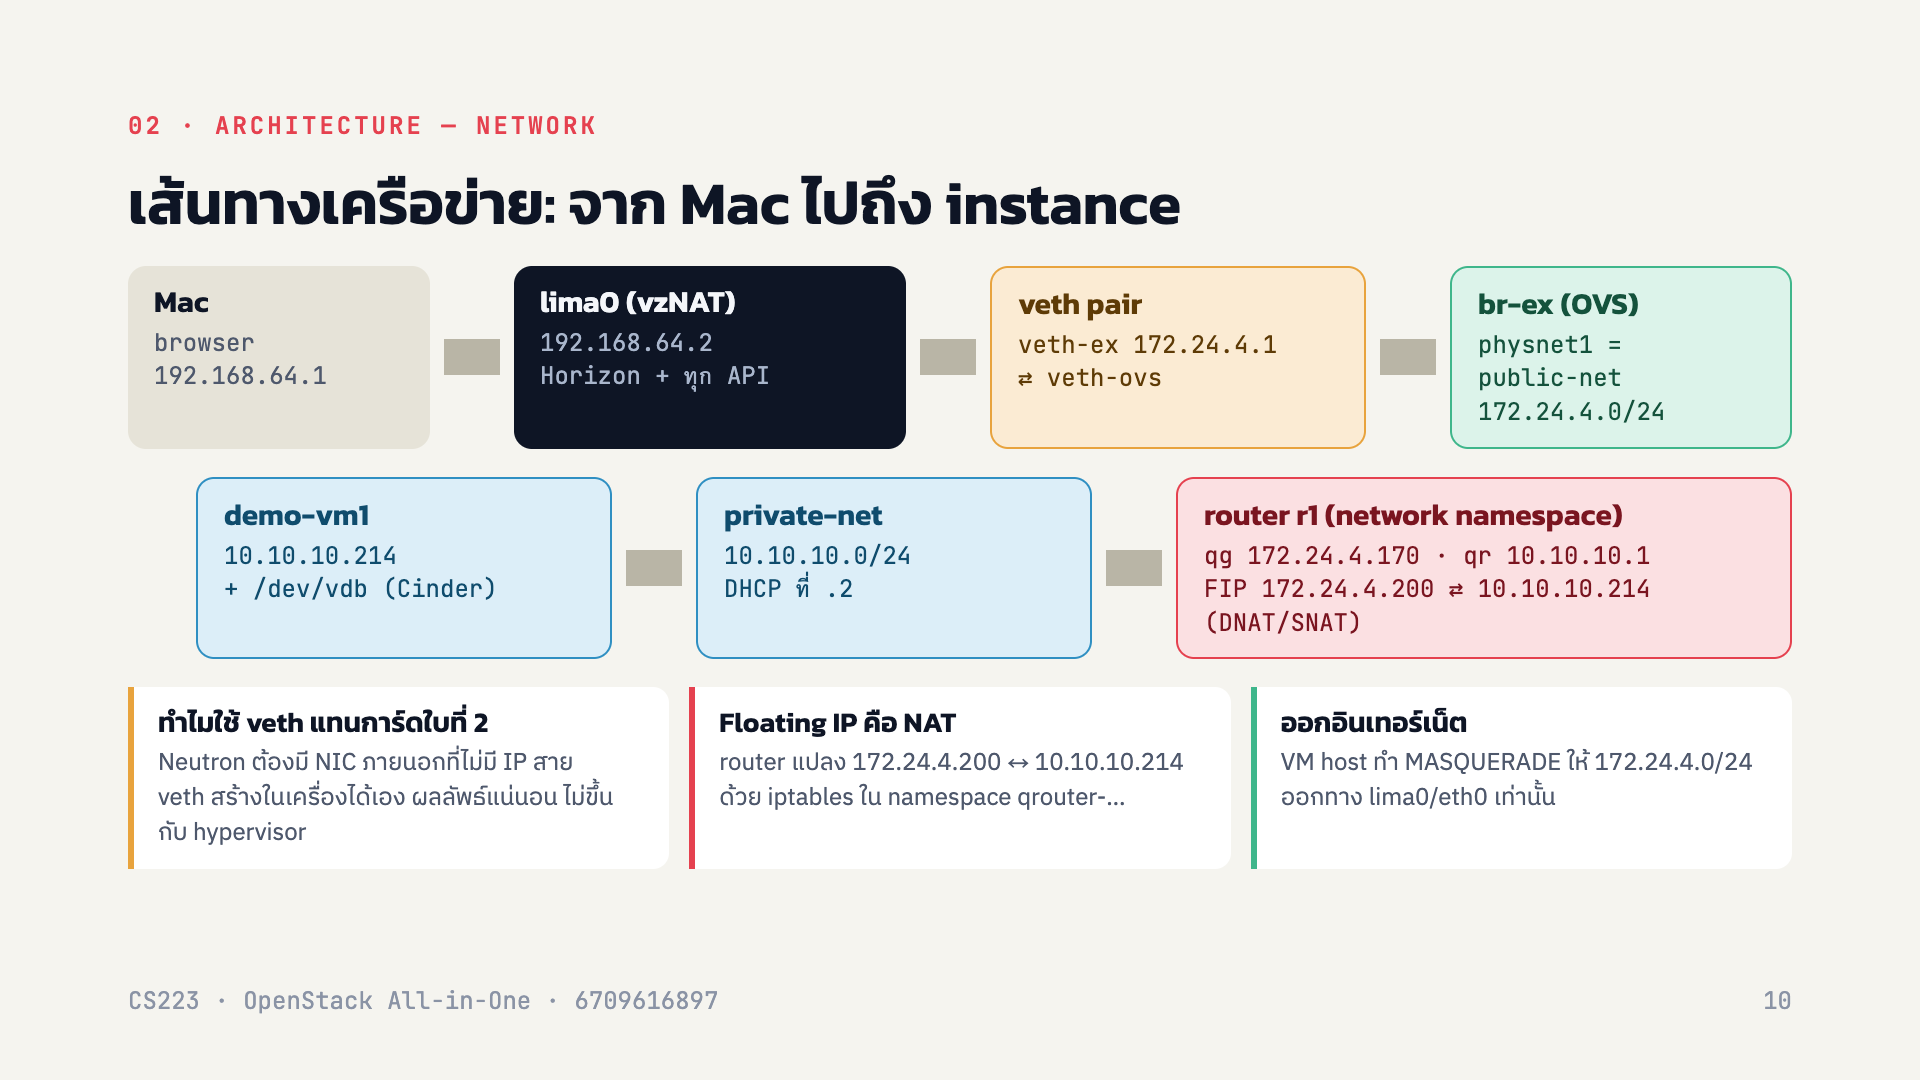 02 · ARCHITECTURE — NETWORK
เส้นทางเครือข่าย: จาก Mac ไปถึง instance
Mac
browser
192.168.64.1
lima0 (vzNAT)
192.168.64.2
Horizon + ทุก API
veth pair
veth-ex 172.24.4.1
⇄ veth-ovs
br-ex (OVS)
physnet1 =
public-net
172.24.4.0/24
demo-vm1
10.10.10.214
+ /dev/vdb (Cinder)
private-net
10.10.10.0/24
DHCP ที่ .2
router r1 (network namespace)
qg 172.24.4.170 · qr 10.10.10.1
FIP 172.24.4.200 ⇄ 10.10.10.214
(DNAT/SNAT)
ทำไมใช้ veth แทนการ์ดใบที่ 2
Neutron ต้องมี NIC ภายนอกที่ไม่มี IP สาย
veth สร้างในเครื่องได้เอง ผลลัพธ์แน่นอน ไม่ขึ้น
กับ hypervisor
Floating IP คือ NAT
router แปลง 172.24.4.200 ↔ 10.10.10.214
ด้วย iptables ใน namespace qrouter-…
ออกอินเทอร์เน็ต
VM host ทำ MASQUERADE ให้ 172.24.4.0/24
ออกทาง lima0/eth0 เท่านั้น
CS223 · OpenStack All-in-One · 6709616897
10